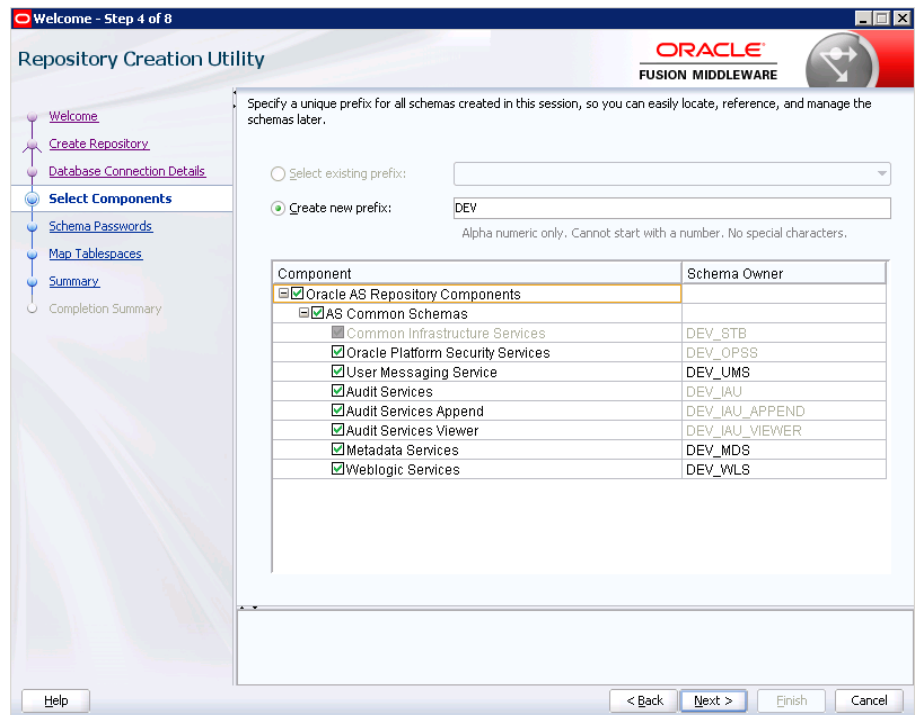 Welcome - Step 4 of 8
Repository Creation Utility
ORACLE
FUSION MIDDLEWARE
Welcome
Create Repository
Database Connection Details
Select Components
Schema Passwords
Map Tablespaces
Summary
Completion Summary
Specify a unique prefix for all schemas created in this session, so you can easily locate, reference, and manage the
schemas later.
Select existing prefix:
Create new prefix: DEV
Alpha numeric only. Cannot start with a number. No special characters.
Component Schema Owner
Oracle AS Repository Components
AS Common Schemas
Common Infrastructure Services DEV_STB
Oracle Platform Security Services DEV_OPSS
User Messaging Service DEV_UMS
Audit Services DEV_IAU
Audit Services Append DEV_IAU_APPEND
Audit Services Viewer DEV_IAU_VIEWER
Metadata Services DEV_MDS
Weblogic Services DEV_WLS
Help < Back Next > Finish Cancel